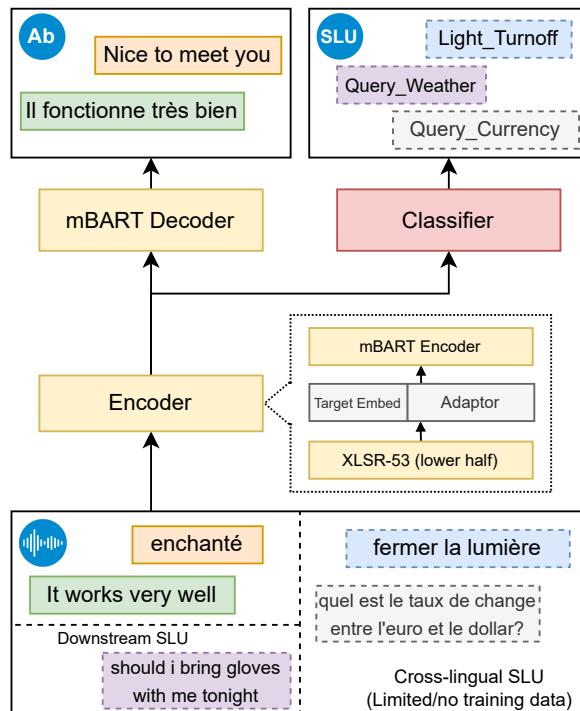 Ab
Nice to meet you
Il fonctionne très bien
SLU
Light_Turnoff
Query_Weather
Query_Currency
mBART Decoder
Classifier
Encoder
mBART Encoder
Target Embed
Adaptor
XLSR-53 (lower half)
enchanté
It works very well
Downstream SLU
should i bring gloves
with me tonight
fermer la lumière
quel est le taux de change
entre l'euro et le dollar?
Cross-lingual SLU
(Limited/no training data)